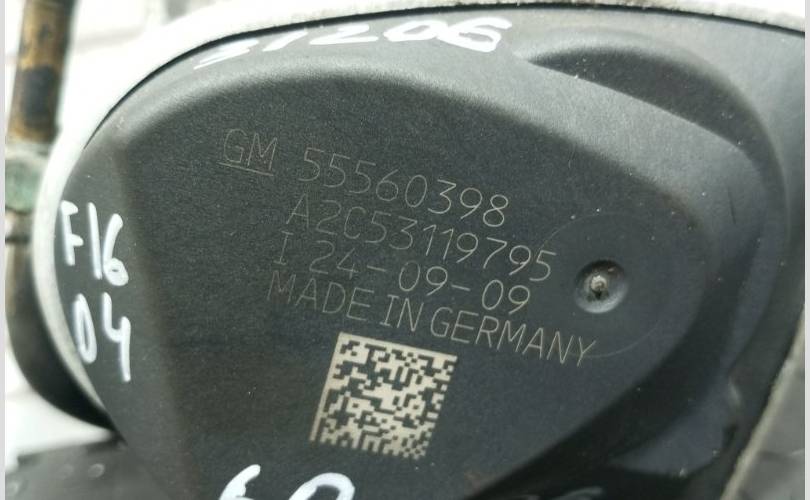 31206
GM 55560398
A2C53119795
I 24-09-09
MADE IN GERMANY
F16
04